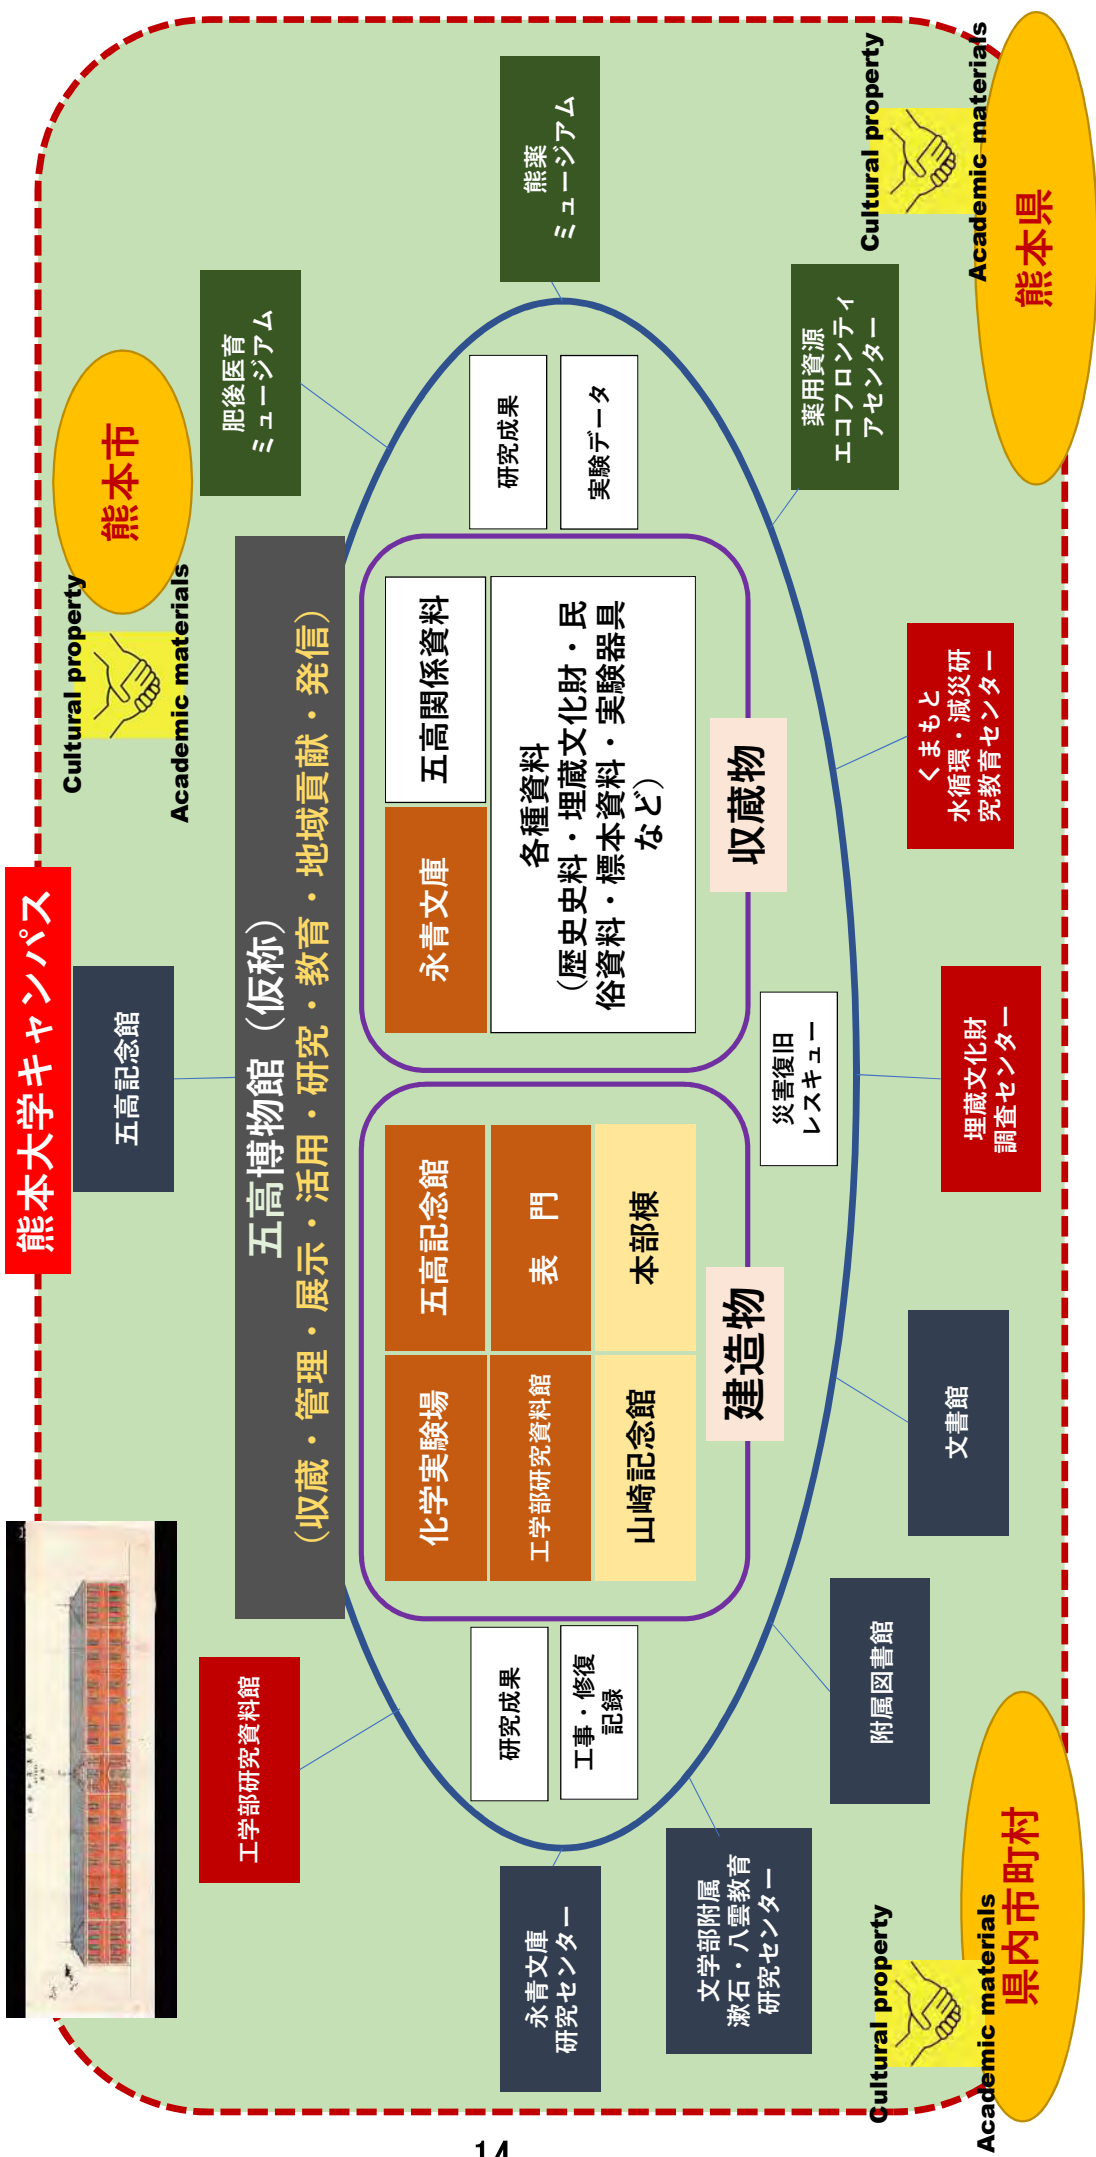 熊本大学キャンパス
五高記念館
熊本市
Cultural property
Academic materials
工学部研究資料館
五高博物館（仮称）
（収蔵・管理・展示・活用・研究・教育・地域貢献・発信）
肥後医育
ミュージアム
化学実験場
五高記念館
工学部研究資料館
表　門
山崎記念館
本部棟
建造物
永青文庫
五高関係資料
各種資料
（歴史史料・埋蔵文化財・民
俗資料・標本資料・実験器具
など）
収蔵物
研究成果
工事・修復
記録
研究成果
実験データ
災害復旧
レスキュー
永青文庫
研究センター
熊薬
ミュージアム
文学部附属
漱石・八雲教育
研究センター
附属図書館
文書館
埋蔵文化財
調査センター
くまもと
水循環・減災研
究教育センター
薬用資源
エコフロンティ
アセンター
Cultural property
Academic materials
県内市町村
Cultural property
Academic materials
熊本県
14